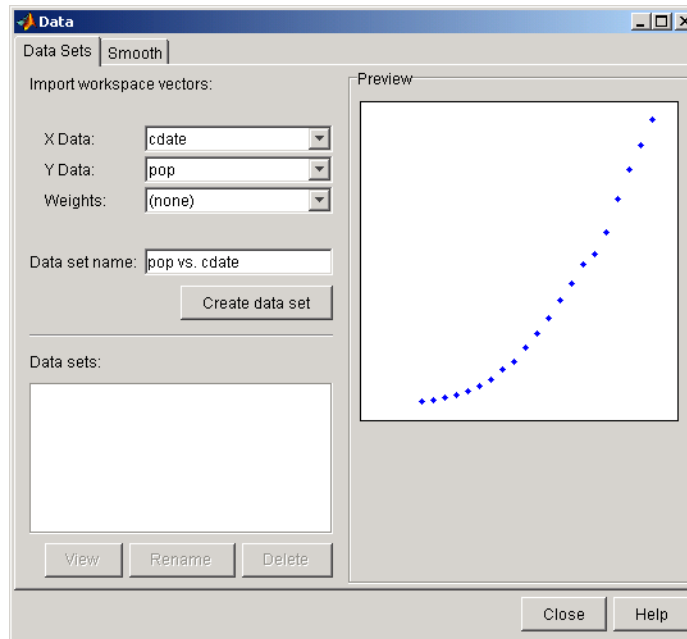 Data
Data Sets
Smooth
Import workspace vectors:
X Data: cdate
Y Data: pop
Weights: (none)
Data set name: pop vs. cdate
Create data set
Data sets:
View Rename Delete
Preview
Close Help